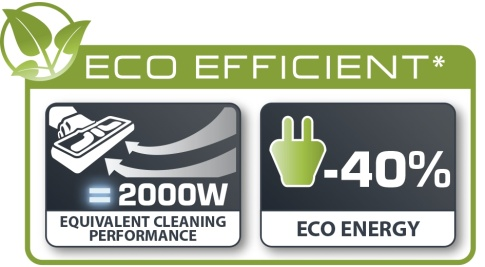 ECO EFFICIENT*
= 2000W
EQUIVALENT CLEANING
PERFORMANCE
-40%
ECO ENERGY